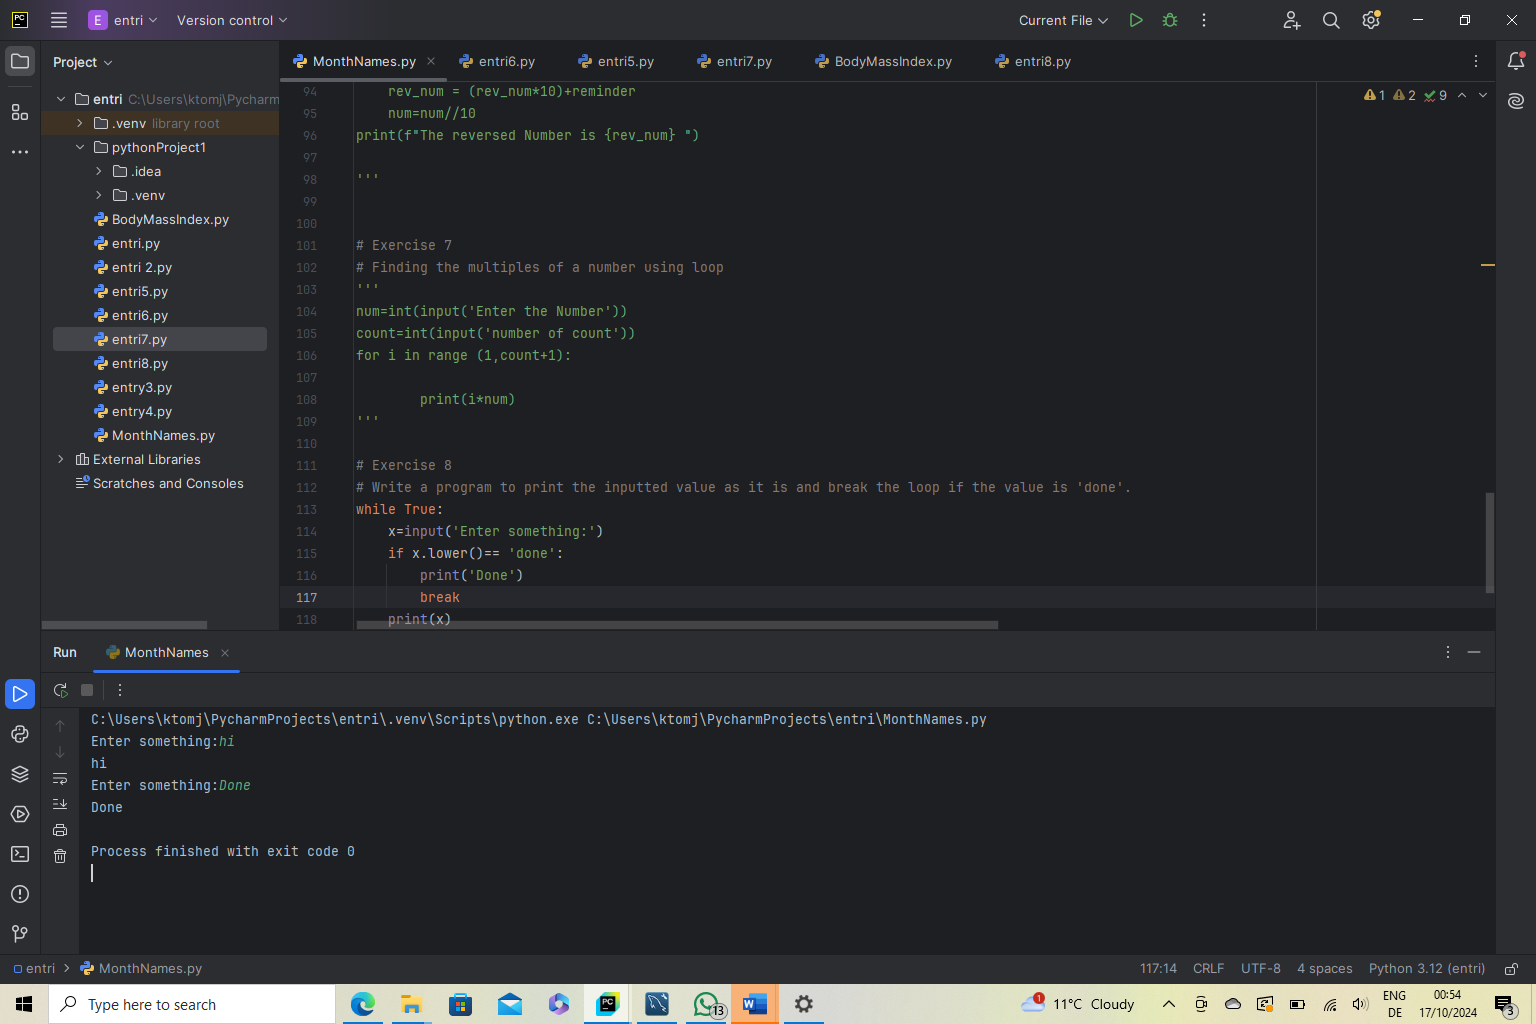 PC
E entri Version control Current File
Project
MonthNames.py entri6.py entri5.py entri7.py BodyMassIndex.py entri8.py
entri C:\Users\ktomj\Pycharm
.venv library root
pythonProject1
.idea
.venv
BodyMassIndex.py
entri.py
entri 2.py
entri5.py
entri6.py
entri7.py
entri8.py
entry3.py
entry4.py
MonthNames.py
External Libraries
Scratches and Consoles
1 2 9
94 rev_num = (rev_num*10)+reminder
95 num=num//10
96 print(f"The reversed Number is {rev_num} ")
97
98 '''
99
100
101 # Exercise 7
102 # Finding the multiples of a number using loop
103 '''
104 num=int(input('Enter the Number'))
105 count=int(input('number of count'))
106 for i in range (1,count+1):
107
108 print(i*num)
109 '''
110
111 # Exercise 8
112 # Write a program to print the inputted value as it is and break the loop if the value is 'done'.
113 while True:
114 x=input('Enter something:')
115 if x.lower()== 'done':
116 print('Done')
117 break
118 print(x)
Run MonthNames
C:\Users\ktomj\PycharmProjects\entri\.venv\Scripts\python.exe C:\Users\ktomj\PycharmProjects\entri\MonthNames.py
Enter something:hi
hi
Enter something:Done
Done
Process finished with exit code 0
entri MonthNames.py 117:14 CRLF UTF-8 4 spaces Python 3.12 (entri)
Type here to search PC 13 W 1 11°C Cloudy ENG 00:54
DE 17/10/2024 3